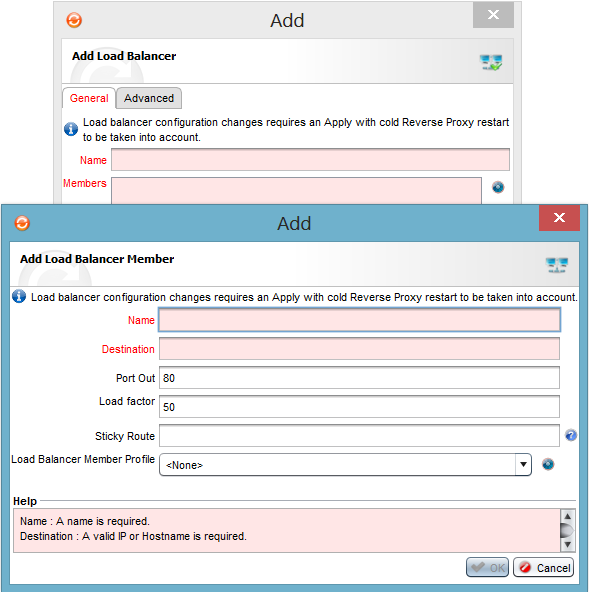 Add
Add Load Balancer
General Advanced
Load balancer configuration changes requires an Apply with cold Reverse Proxy restart
to be taken into account.
Name
Members
Add
Add Load Balancer Member
Load balancer configuration changes requires an Apply with cold Reverse Proxy restart to be taken into account.
Name
Destination
Port Out 80
Load factor 50
Sticky Route
Load Balancer Member Profile <None>
Help
Name : A name is required.
Destination : A valid IP or Hostname is required.
OK Cancel